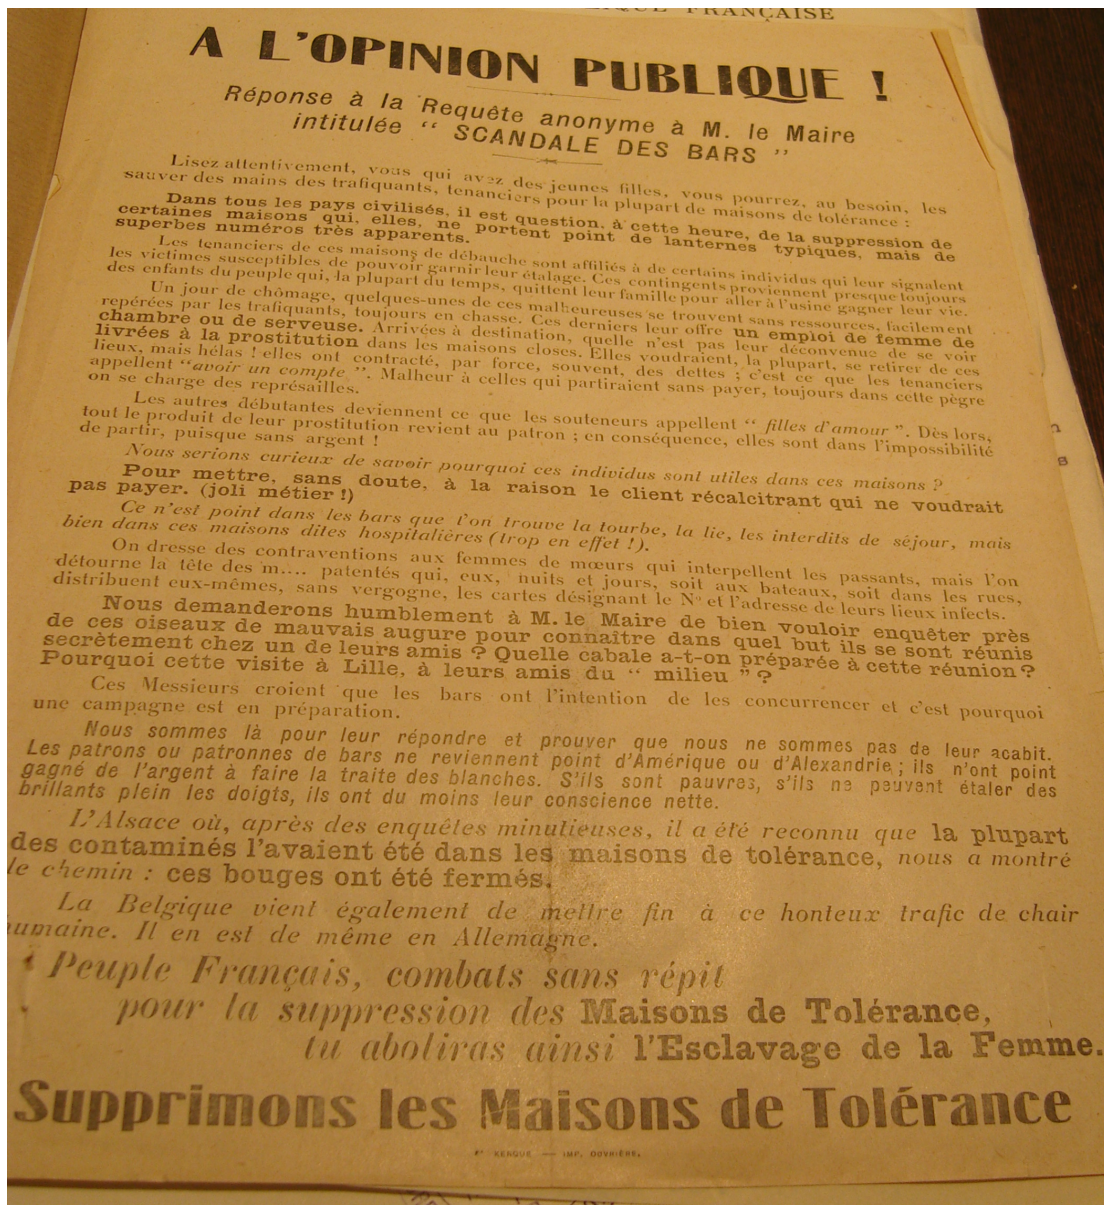 FRANÇAISE
A L'OPINION PUBLIQUE !
Réponse à la Requête anonyme à M. le Maire
intitulée “ SCANDALE DES BARS ”
Lisez attentivement, vous qui avez des jeunes filles, vous pourrez, au besoin, les
sauver des mains des trafiquants, tenanciers pour la plupart de maisons de tolérance :
Dans tous les pays civilisés, il est question, à cette heure, de la suppression de
certaines maisons qui, elles, ne portent point de lanternes typiques, mais de
superbes numéros très apparents.
Les tenanciers de ces maisons de débauche sont affiliés à de certains individus qui leur signalent
les victimes susceptibles de pouvoir garnir leur étalage. Ces contingents proviennent presque toujours
des enfants du peuple qui, la plupart du temps, quittent leur famille pour aller à l'usine gagner leur vie.
Un jour de chômage, quelques-unes de ces malheureuses se trouvent sans ressources, facilement
repérées par les trafiquants, toujours en chasse. Ces derniers leur offre un emploi de femme de
chambre ou de serveuse. Arrivées à destination, quelle n'est pas leur déconvenue de se voir
livrées à la prostitution dans les maisons closes. Elles voudraient, la plupart, se retirer de ces
lieux, mais hélas ! elles ont contracté, par force, souvent, des dettes ; c'est ce que les tenanciers
appellent “avoir un compte ”. Malheur à celles qui partiraient sans payer, toujours dans cette pègre
on se charge des représailles.
Les autres débutantes deviennent ce que les souteneurs appellent “ filles d'amour ”. Dès lors,
tout le produit de leur prostitution revient au patron ; en conséquence, elles sont dans l'impossibilité
de partir, puisque sans argent !
Nous serions curieux de savoir pourquoi ces individus sont utiles dans ces maisons ?
Pour mettre, sans doute, à la raison le client récalcitrant qui ne voudrait
pas payer. (joli métier !)
Ce n'est point dans les bars que l'on trouve la tourbe, la lie, les interdits de séjour, mais
bien dans ces maisons dites hospitalières (trop en effet !).
On dresse des contraventions aux femmes de mœurs qui interpellent les passants, mais l'on
détourne la tête des m.... patentés qui, eux, nuits et jours, soit aux bateaux, soit dans les rues,
distribuent eux-mêmes, sans vergogne, les cartes désignant le N° et l'adresse de leurs lieux infects.
Nous demanderons humblement à M. le Maire de bien vouloir enquêter près
de ces oiseaux de mauvais augure pour connaître dans quel but ils se sont réunis
secrètement chez un de leurs amis ? Quelle cabale a-t-on préparée à cette réunion ?
Pourquoi cette visite à Lille, à leurs amis du “ milieu ” ?
Ces Messieurs croient que les bars ont l'intention de les concurrencer et c'est pourquoi
une campagne est en préparation.
Nous sommes là pour leur répondre et prouver que nous ne sommes pas de leur acabit.
Les patrons ou patronnes de bars ne reviennent point d'Amérique ou d'Alexandrie ; ils n'ont point
gagné de l'argent à faire la traite des blanches. S'ils sont pauvres, s'ils ne peuvent étaler des
brillants plein les doigts, ils ont du moins leur conscience nette.
L'Alsace où, après des enquêtes minutieuses, il a été reconnu que la plupart
des contaminés l'avaient été dans les maisons de tolérance, nous a montré
le chemin : ces bouges ont été fermés.
La Belgique vient également de mettre fin à ce honteux trafic de chair
humaine. Il en est de même en Allemagne.
Peuple Français, combats sans répit
pour la suppression des Maisons de Tolérance,
tu aboliras ainsi l'Esclavage de la Femme.
Supprimons les Maisons de Tolérance
IMP. OUVRIÈRE.